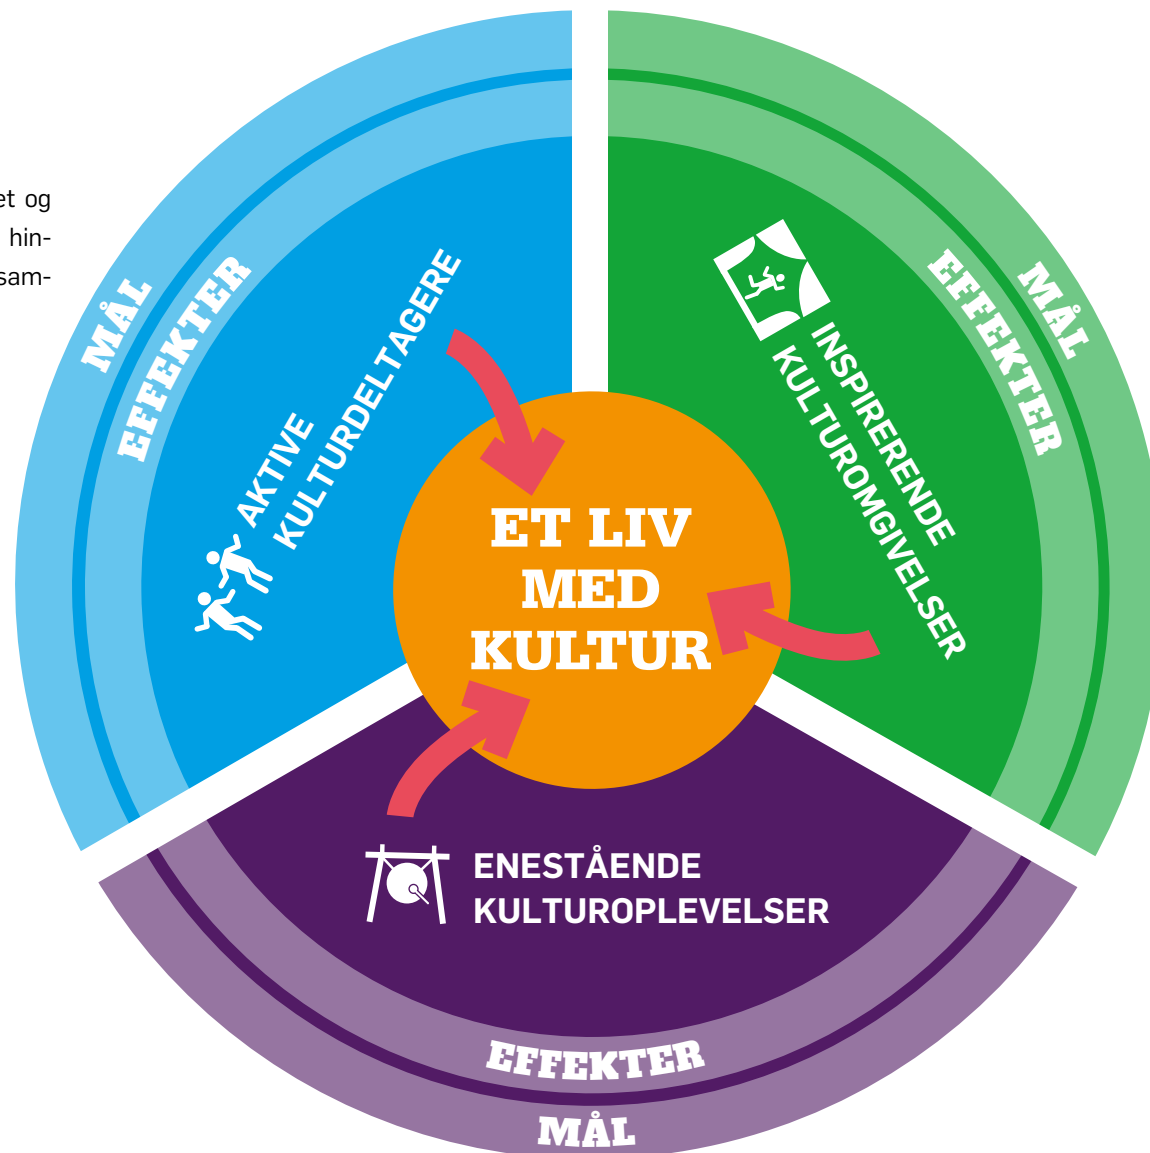 et og
hin-
sam-
MÅL
EFFEKTER
AKTIVE
KULTURDELTAGERE
MÅL
EFFEKTER
INSPIRERENDE
KULTUROMGIVELSER
ET LIV
MED
KULTUR
ENESTÅENDE
KULTUROPLEVELSER
EFFEKTER
MÅL